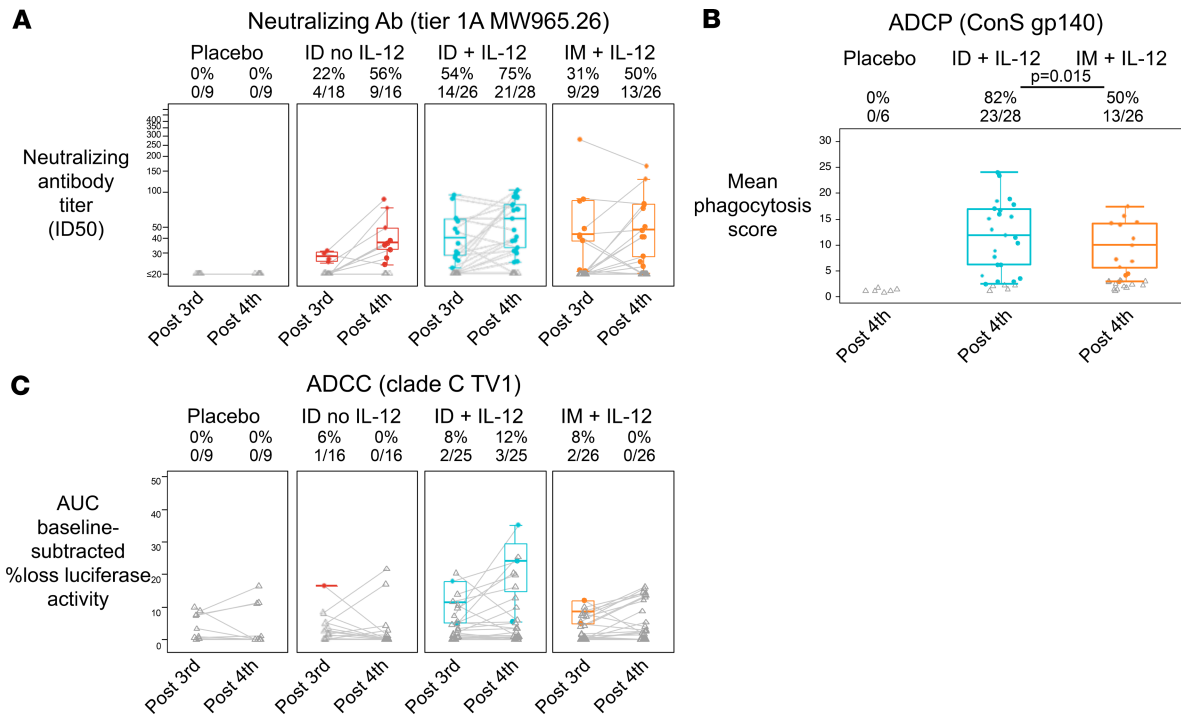 A
Neutralizing Ab (tier 1A MW965.26)
Placebo ID no IL-12 ID + IL-12 IM + IL-12
0% 0% 22% 56% 54% 75% 31% 50%
0/9 0/9 4/18 9/16 14/26 21/28 9/29 13/26
Neutralizing
antibody
titer
(ID50)
400
350
300
250
200
150
100
50
40
30
≤20
Post 3rd Post 4th Post 3rd Post 4th Post 3rd Post 4th Post 3rd Post 4th
B
ADCP (ConS gp140)
Placebo ID + IL-12 IM + IL-12
p=0.015
0% 82% 50%
0/6 23/28 13/26
Mean
phagocytosis
score
30
25
20
15
10
5
0
Post 4th Post 4th Post 4th
C
ADCC (clade C TV1)
Placebo ID no IL-12 ID + IL-12 IM + IL-12
0% 0% 6% 0% 8% 12% 8% 0%
0/9 0/9 1/16 0/16 2/25 3/25 2/26 0/26
AUC
baseline-
subtracted
%loss luciferase
activity
50
40
30
20
10
0
Post 3rd Post 4th Post 3rd Post 4th Post 3rd Post 4th Post 3rd Post 4th